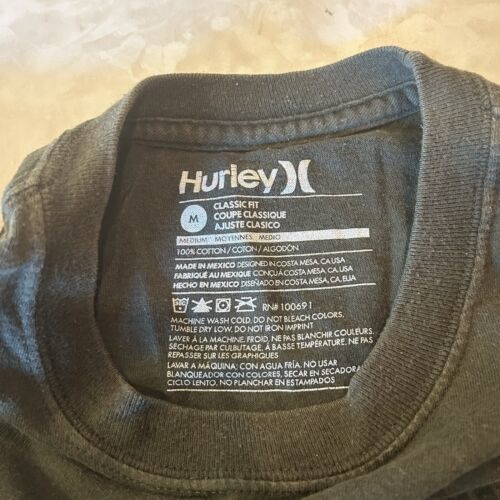 Hurley
M
CLASSIC FIT
COUPE CLASSIQUE
AJUSTE CLASICO
MEDIUM MOYENNES MEDIO
100% COTTON / COTON / ALGODÓN
MADE IN MEXICO DESIGNED IN COSTA MESA, CA USA
FABRIQUÉ AU MEXIQUE CONÇU À COSTA MESA, CA, USA
HECHO EN MEXICO DISEÑADO EN COSTA MESA, CA, EUA
RN# 100691
MACHINE WASH COLD, DO NOT BLEACH COLORS,
TUMBLE DRY LOW, DO NOT IRON IMPRINT
LAVER À LA MACHINE, FROID, NE PAS BLANCHIR COULEURS,
SÉCHAGE PAR CULBUTAGE, À BASSE TEMPÉRATURE, NE PAS
REPASSER SUR LES GRAPHIQUES
LAVAR A MÁQUINA: CON AGUA FRÍA. NO USAR
BLANQUEADOR CON COLORES, SECAR EN SECADORA
CICLO LENTO, NO PLANCHAR EN ESTAMPADOS